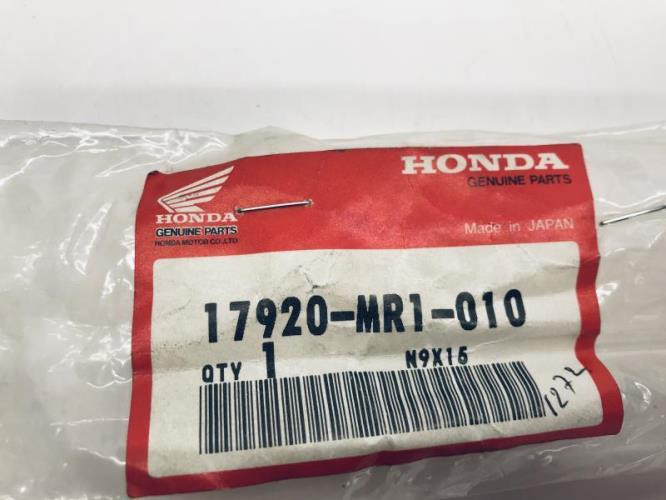 HONDA
GENUINE PARTS
HONDA MOTOR CO.,LTD
HONDA
GENUINE PARTS
Made in JAPAN
17920-MR1-010
QTY 1
N9X15
1272